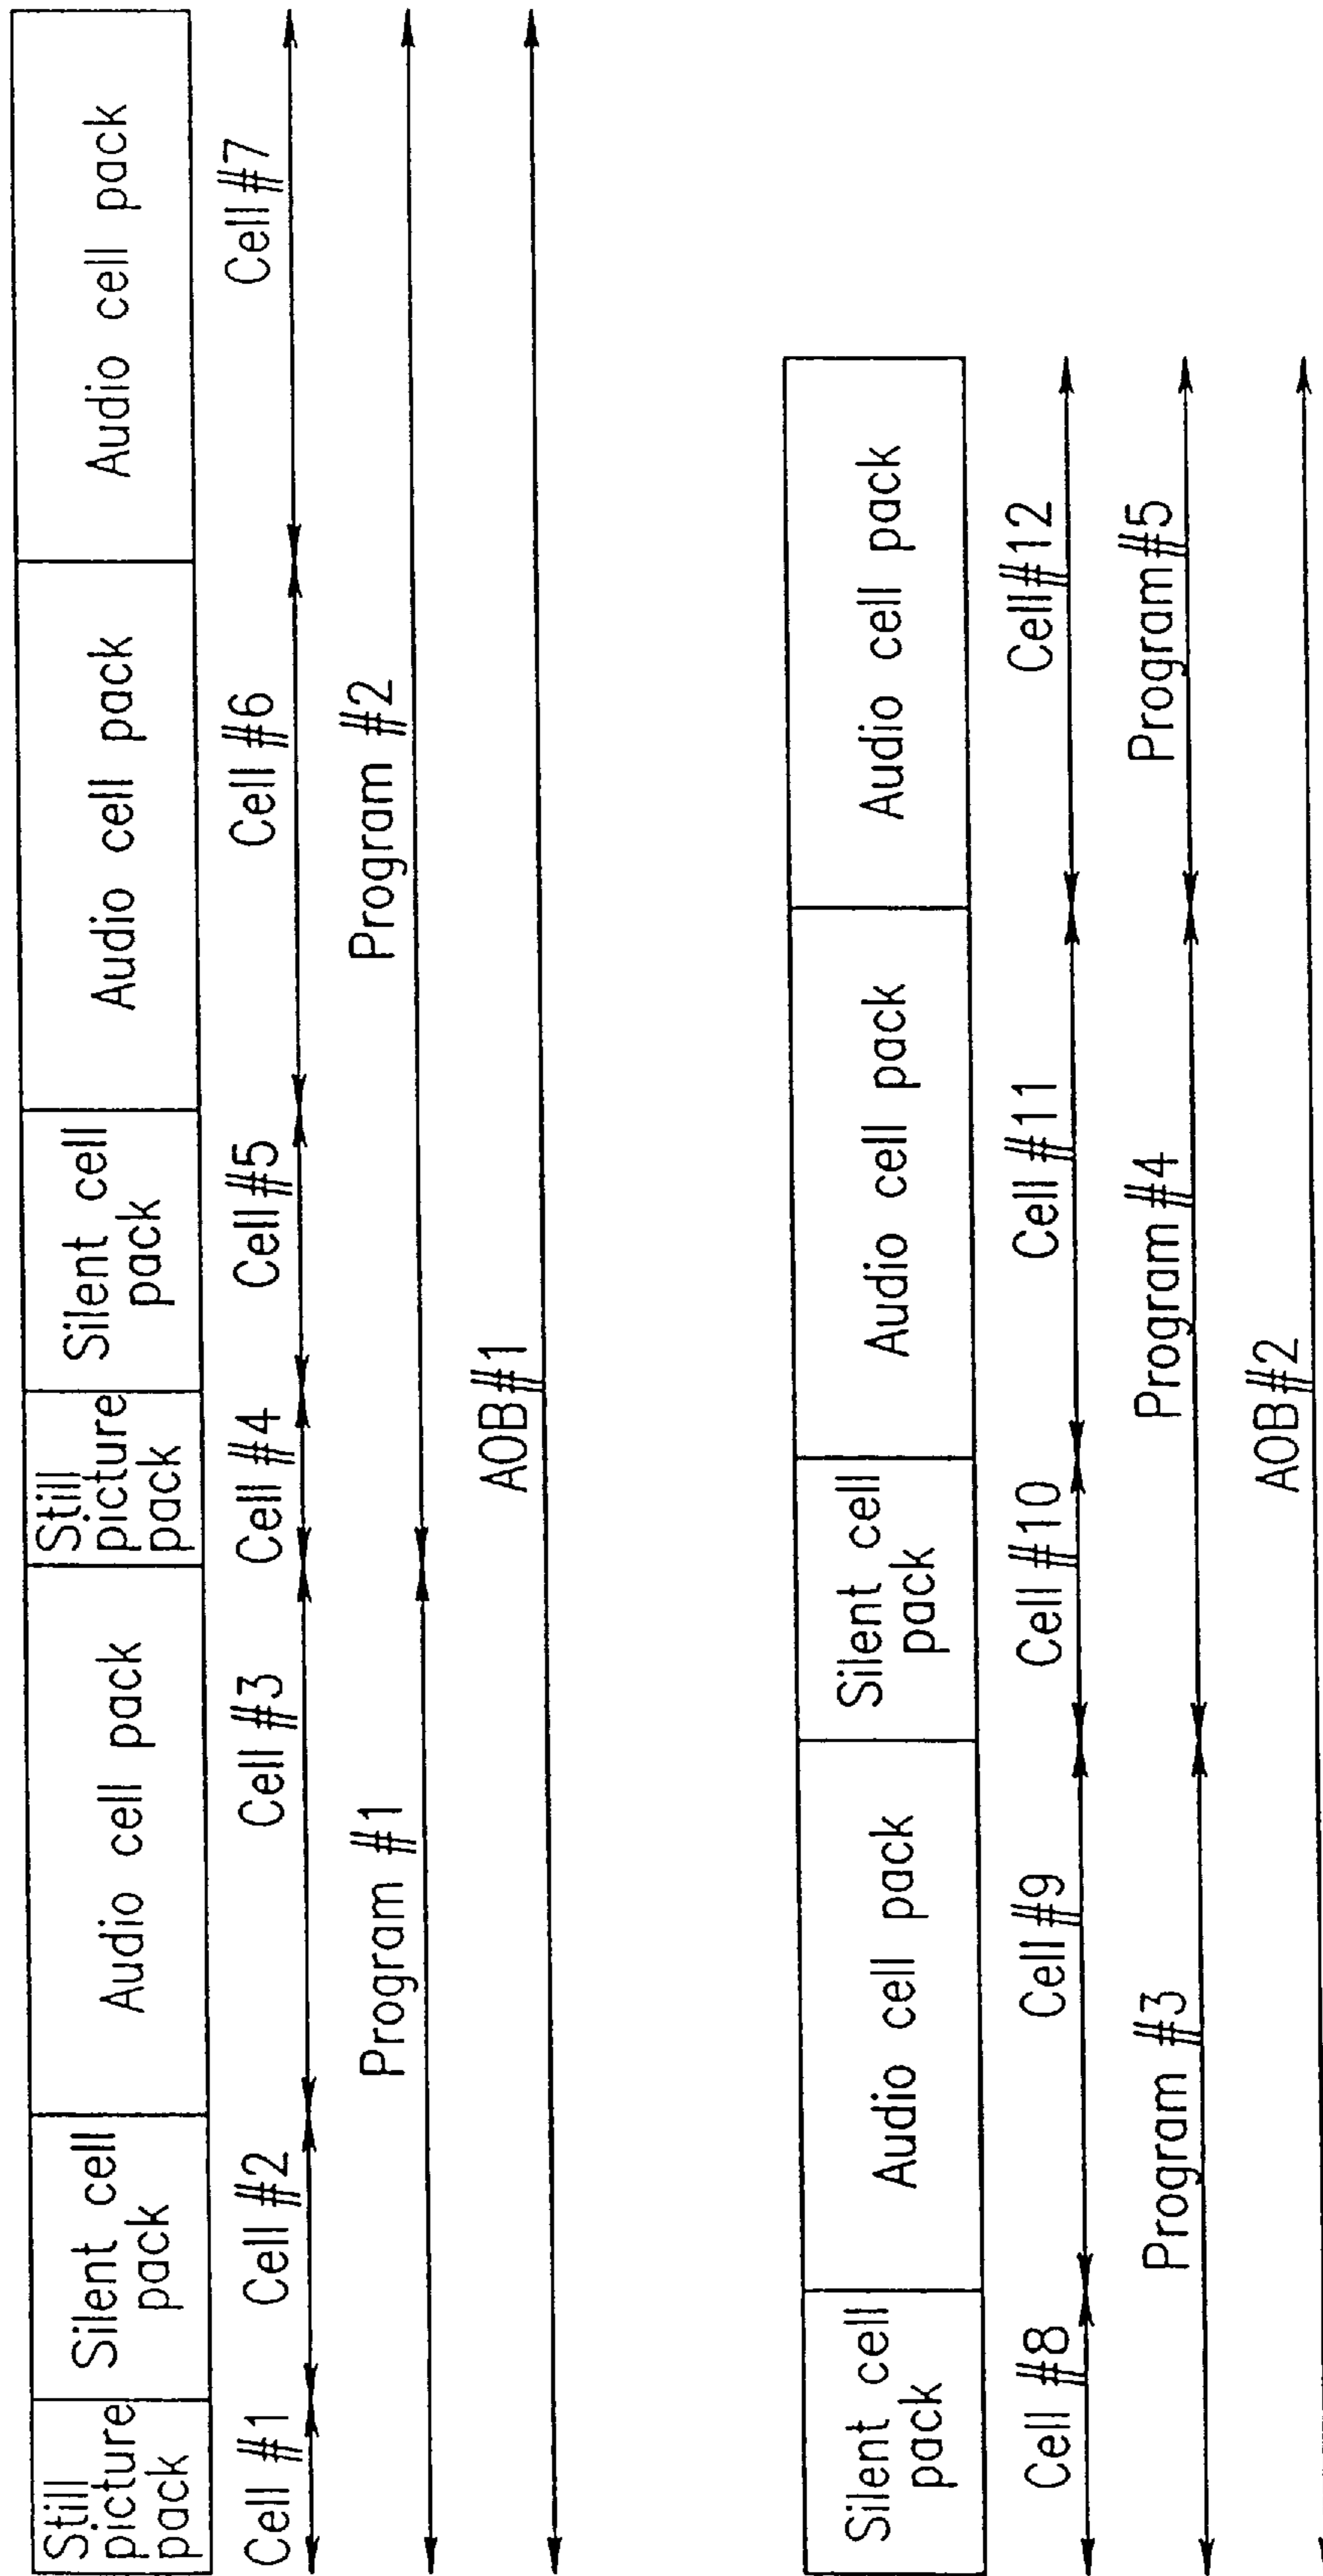 Still
picture
pack
Silent cell
pack
Audio cell pack
Still
picture
pack
Silent cell
pack
Audio cell pack
Audio cell pack
Cell #1
Cell #2
Cell #3
Cell #4
Cell #5
Cell #6
Cell #7
Program #1
Program #2
AOB#1
Silent cell
pack
Audio cell pack
Silent cell
pack
Audio cell pack
Audio cell pack
Cell #8
Cell #9
Cell #10
Cell #11
Cell#12
Program #3
Program#4
Program#5
AOB#2